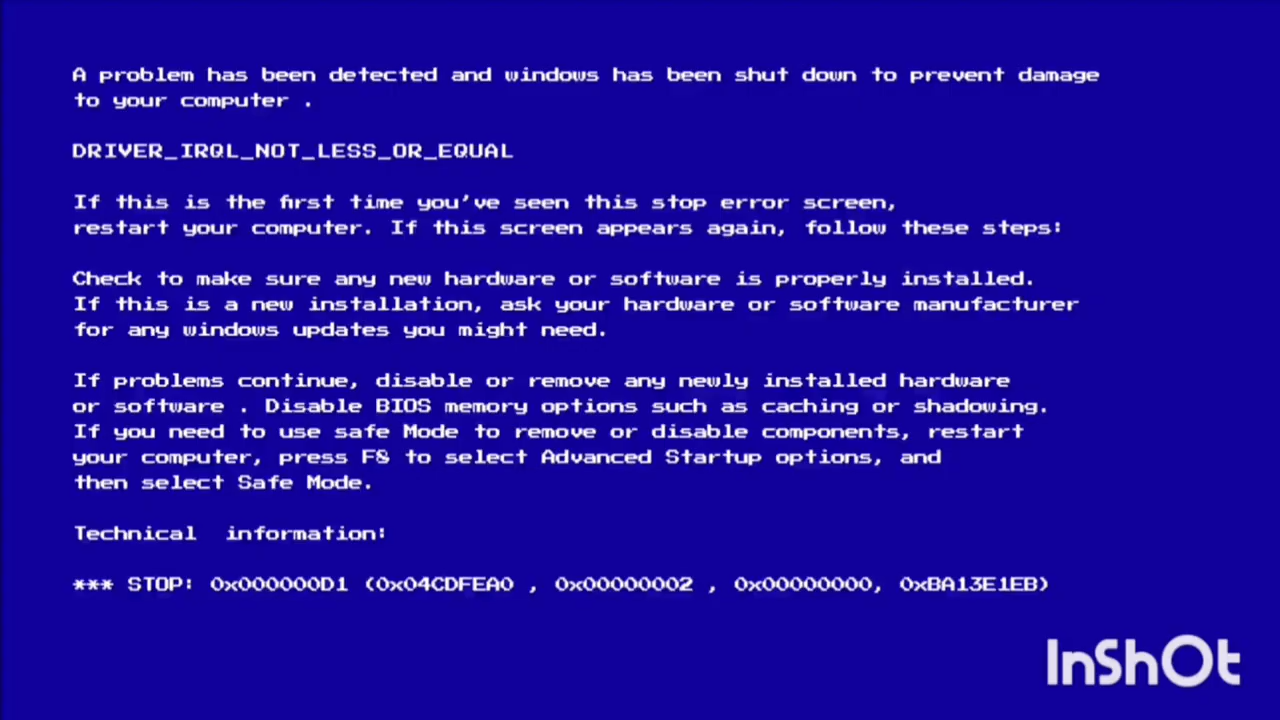 A problem has been detected and windows has been shut down to prevent damage
to your computer .
DRIVER_IRQL_NOT_LESS_OR_EQUAL
If this is the first time you've seen this stop error screen,
restart your computer. If this screen appears again, follow these steps:
Check to make sure any new hardware or software is properly installed.
If this is a new installation, ask your hardware or software manufacturer
for any windows updates you might need.
If problems continue, disable or remove any newly installed hardware
or software . Disable BIOS memory options such as caching or shadowing.
If you need to use safe Mode to remove or disable components, restart
your computer, press F8 to select Advanced Startup options, and
then select Safe Mode.
Technical  information:
*** STOP: 0x000000D1 (0x04CDFEA0 , 0x00000002 , 0x00000000, 0xBA13E1EB)
InShOt